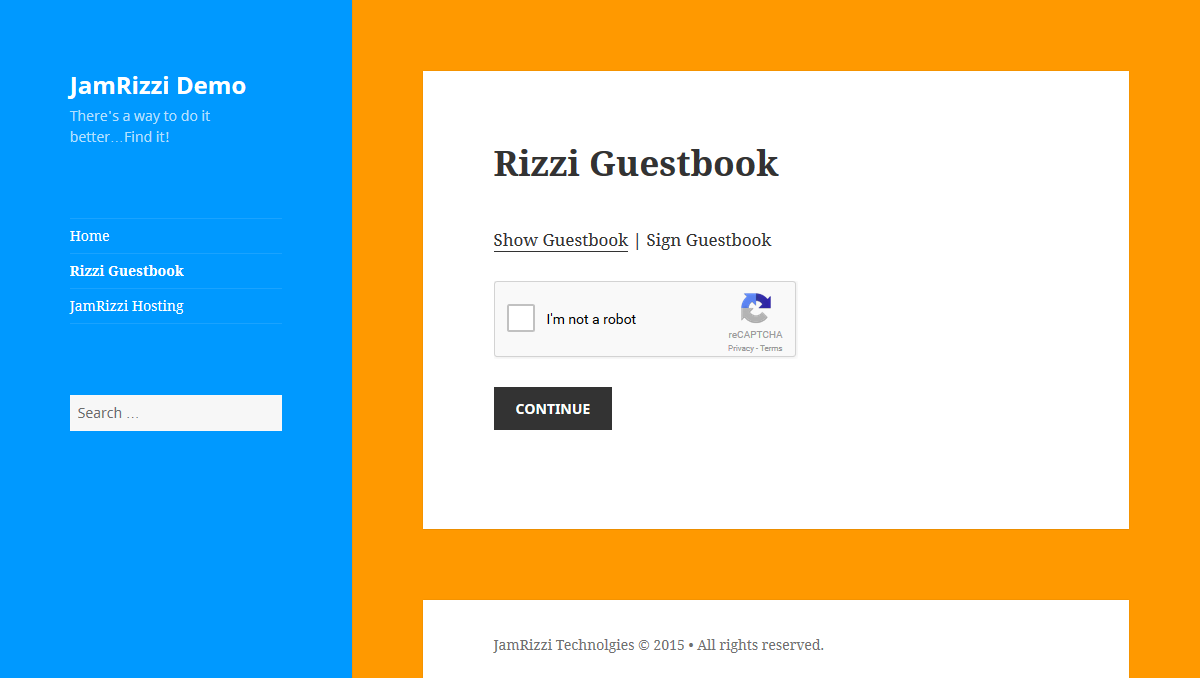 JamRizzi Demo
There's a way to do it
better...Find it!
Home
Rizzi Guestbook
JamRizzi Hosting
Search ...
Rizzi Guestbook
Show Guestbook | Sign Guestbook
I'm not a robot
reCAPTCHA
Privacy - Terms
CONTINUE
JamRizzi Technolgies © 2015 • All rights reserved.